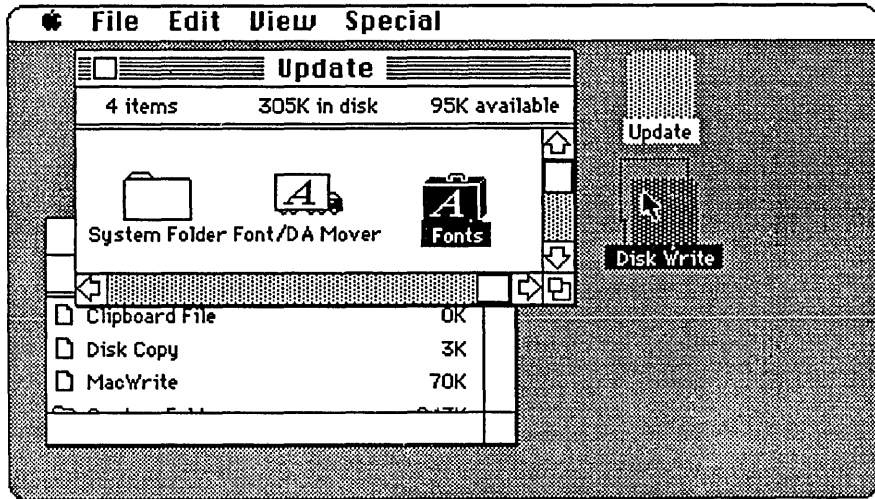 File Edit View Special
Update
4 items 305K in disk 95K available
Update
System Folder Font/DA Mover Fonts
Disk Write
Clipboard File 0K
Disk Copy 3K
MacWrite 70K